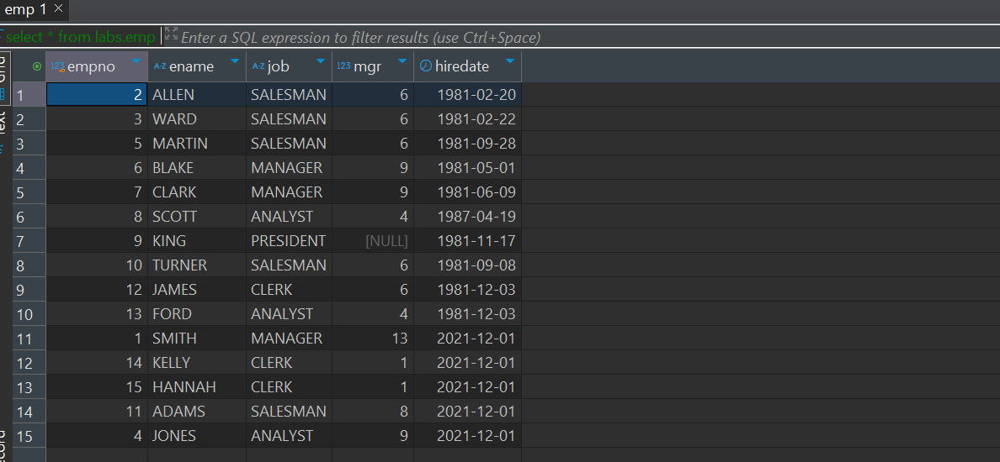 emp 1
select * from labs.emp Enter a SQL expression to filter results (use Ctrl+Space)
123 empno A-Z ename A-Z job 123 mgr hiredate
1 2 ALLEN SALESMAN 6 1981-02-20
2 3 WARD SALESMAN 6 1981-02-22
3 5 MARTIN SALESMAN 6 1981-09-28
4 6 BLAKE MANAGER 9 1981-05-01
5 7 CLARK MANAGER 9 1981-06-09
6 8 SCOTT ANALYST 4 1987-04-19
7 9 KING PRESIDENT [NULL] 1981-11-17
8 10 TURNER SALESMAN 6 1981-09-08
9 12 JAMES CLERK 6 1981-12-03
10 13 FORD ANALYST 4 1981-12-03
11 1 SMITH MANAGER 13 2021-12-01
12 14 KELLY CLERK 1 2021-12-01
13 15 HANNAH CLERK 1 2021-12-01
14 11 ADAMS SALESMAN 8 2021-12-01
15 4 JONES ANALYST 9 2021-12-01